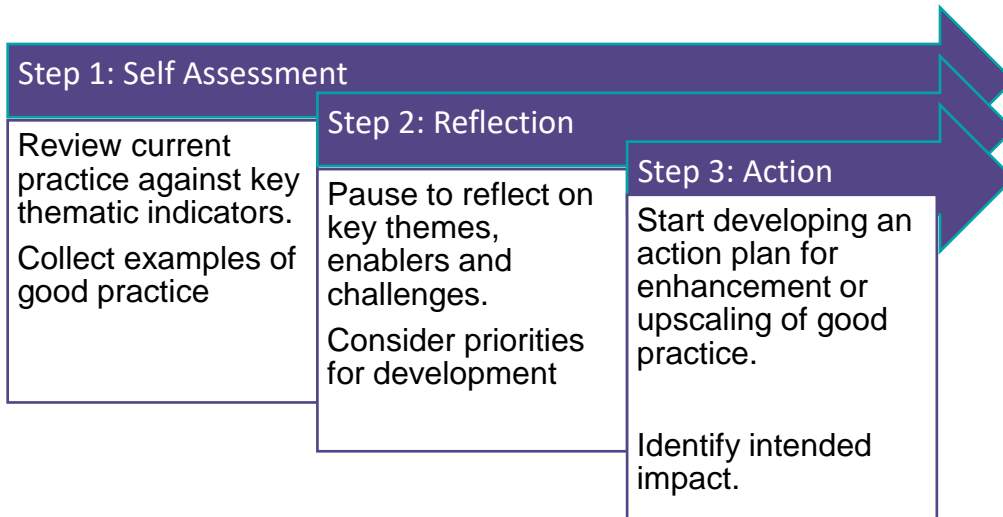 Step 1: Self Assessment
Review current
practice against key
thematic indicators.
Collect examples of
good practice
Step 2: Reflection
Pause to reflect on
key themes,
enablers and
challenges.
Consider priorities
for development
Step 3: Action
Start developing an
action plan for
enhancement or
upscaling of good
practice.
Identify intended
impact.